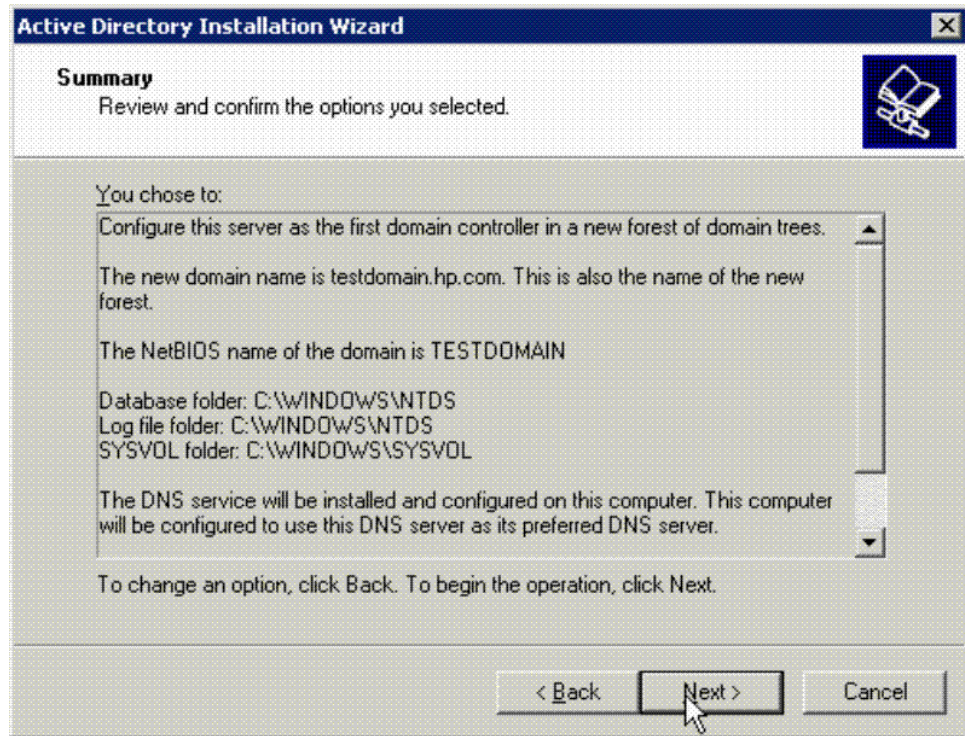 Active Directory Installation Wizard
Summary
Review and confirm the options you selected.
You chose to:
Configure this server as the first domain controller in a new forest of domain trees.
The new domain name is testdomain.hp.com. This is also the name of the new
forest.
The NetBIOS name of the domain is TESTDOMAIN
Database folder: C:\WINDOWS\NTDS
Log file folder: C:\WINDOWS\NTDS
SYSVOL folder: C:\WINDOWS\SYSVOL
The DNS service will be installed and configured on this computer. This computer
will be configured to use this DNS server as its preferred DNS server.
To change an option, click Back. To begin the operation, click Next.
< Back
Next >
Cancel